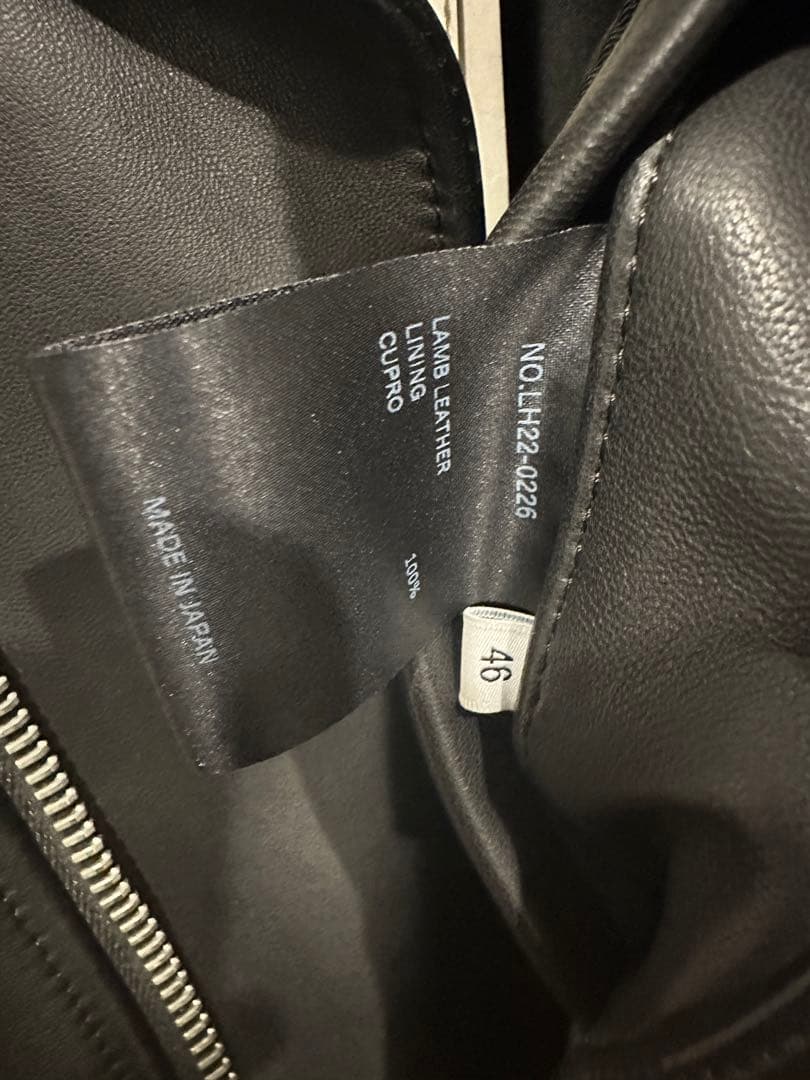 NO.LH22-0226
LAMB LEATHER
LINING
CUPRO 100%
MADE IN JAPAN
46